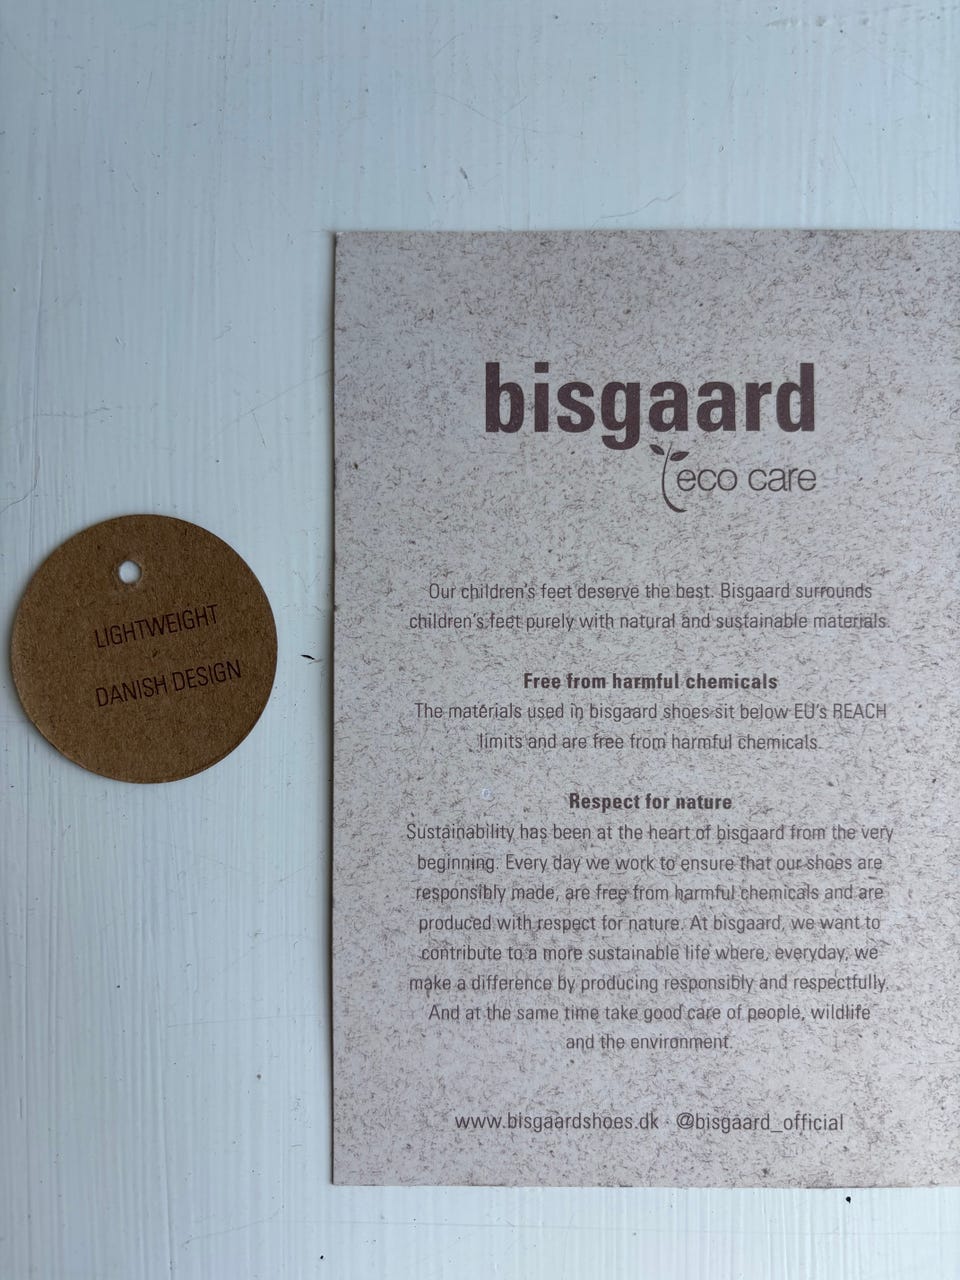 LIGHTWEIGHT
DANISH DESIGN
bisgaard
eco care
Our children's feet deserve the best. Bisgaard surrounds
children's feet purely with natural and sustainable materials.
Free from harmful chemicals
The materials used in bisgaard shoes sit below EU's REACH
limits and are free from harmful chemicals.
Respect for nature
Sustainability has been at the heart of bisgaard from the very
beginning. Every day we work to ensure that our shoes are
responsibly made, are free from harmful chemicals and are
produced with respect for nature. At bisgaard, we want to
contribute to a more sustainable life where, everyday, we
make a difference by producing responsibly and respectfully.
And at the same time take good care of people, wildlife
and the environment.
www.bisgaardshoes.dk · @bisgaard_official